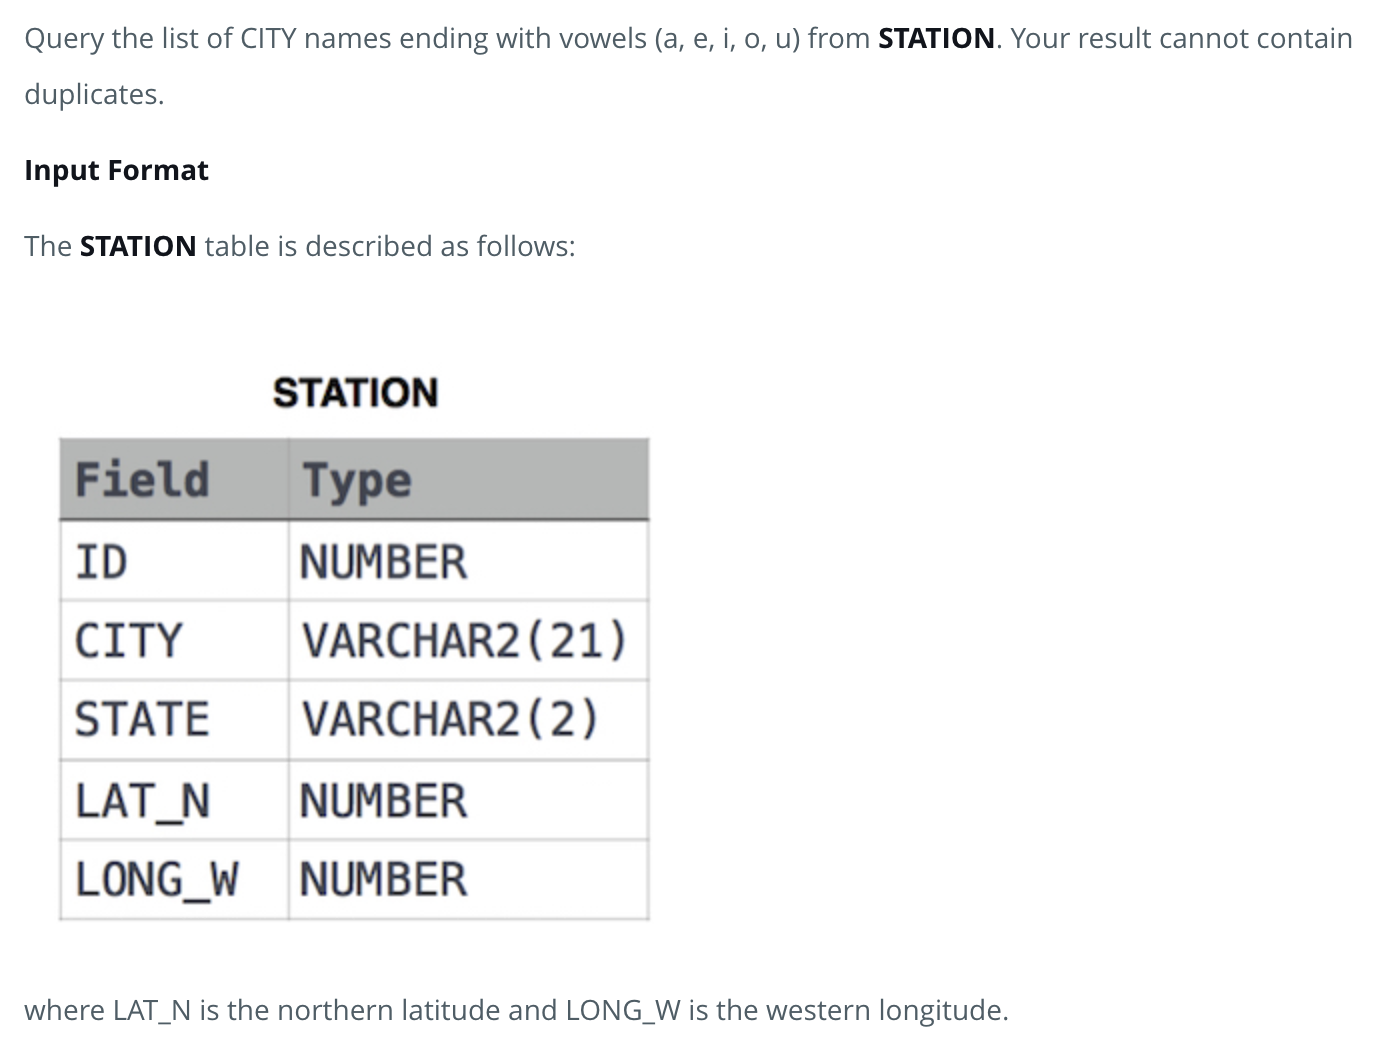 Query the list of CITY names ending with vowels (a, e, i, o, u) from STATION. Your result cannot contain
duplicates.
Input Format
The STATION table is described as follows:
STATION
Field Type
ID NUMBER
CITY VARCHAR2(21)
STATE VARCHAR2(2)
LAT_N NUMBER
LONG_W NUMBER
where LAT_N is the northern latitude and LONG_W is the western longitude.